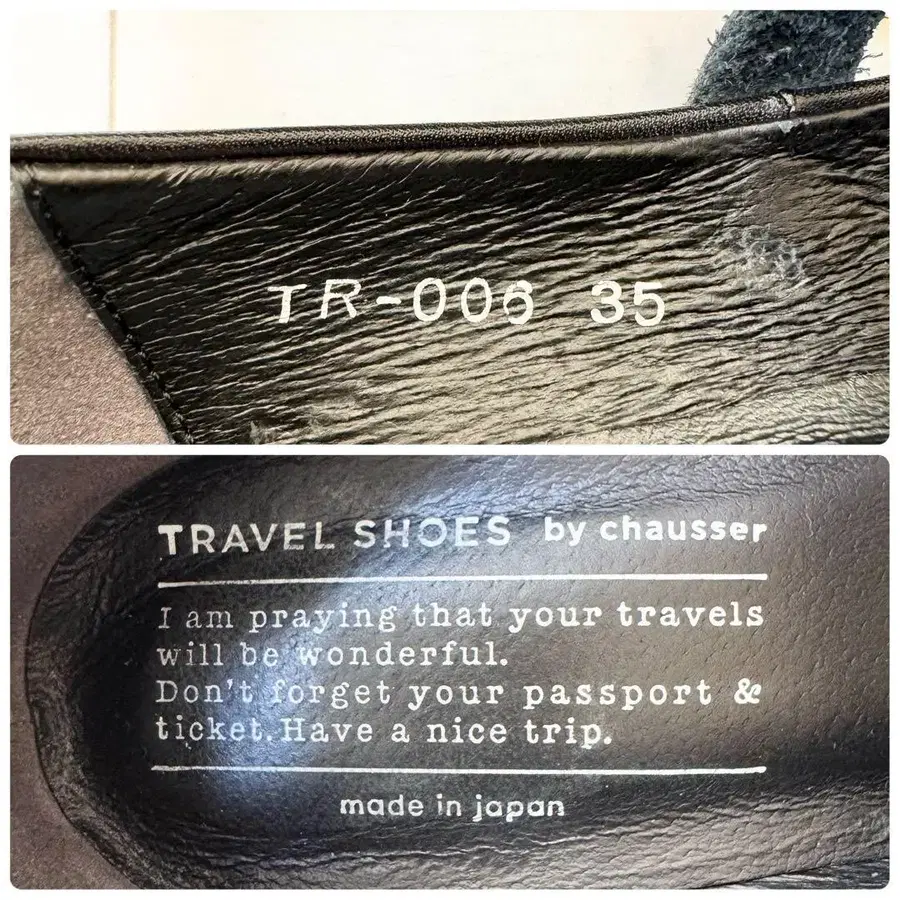 TR-006 35
TRAVEL SHOES by chausser
I am praying that your travels
will be wonderful.
Don't forget your passport &
ticket.Have a nice trip.
made in japan